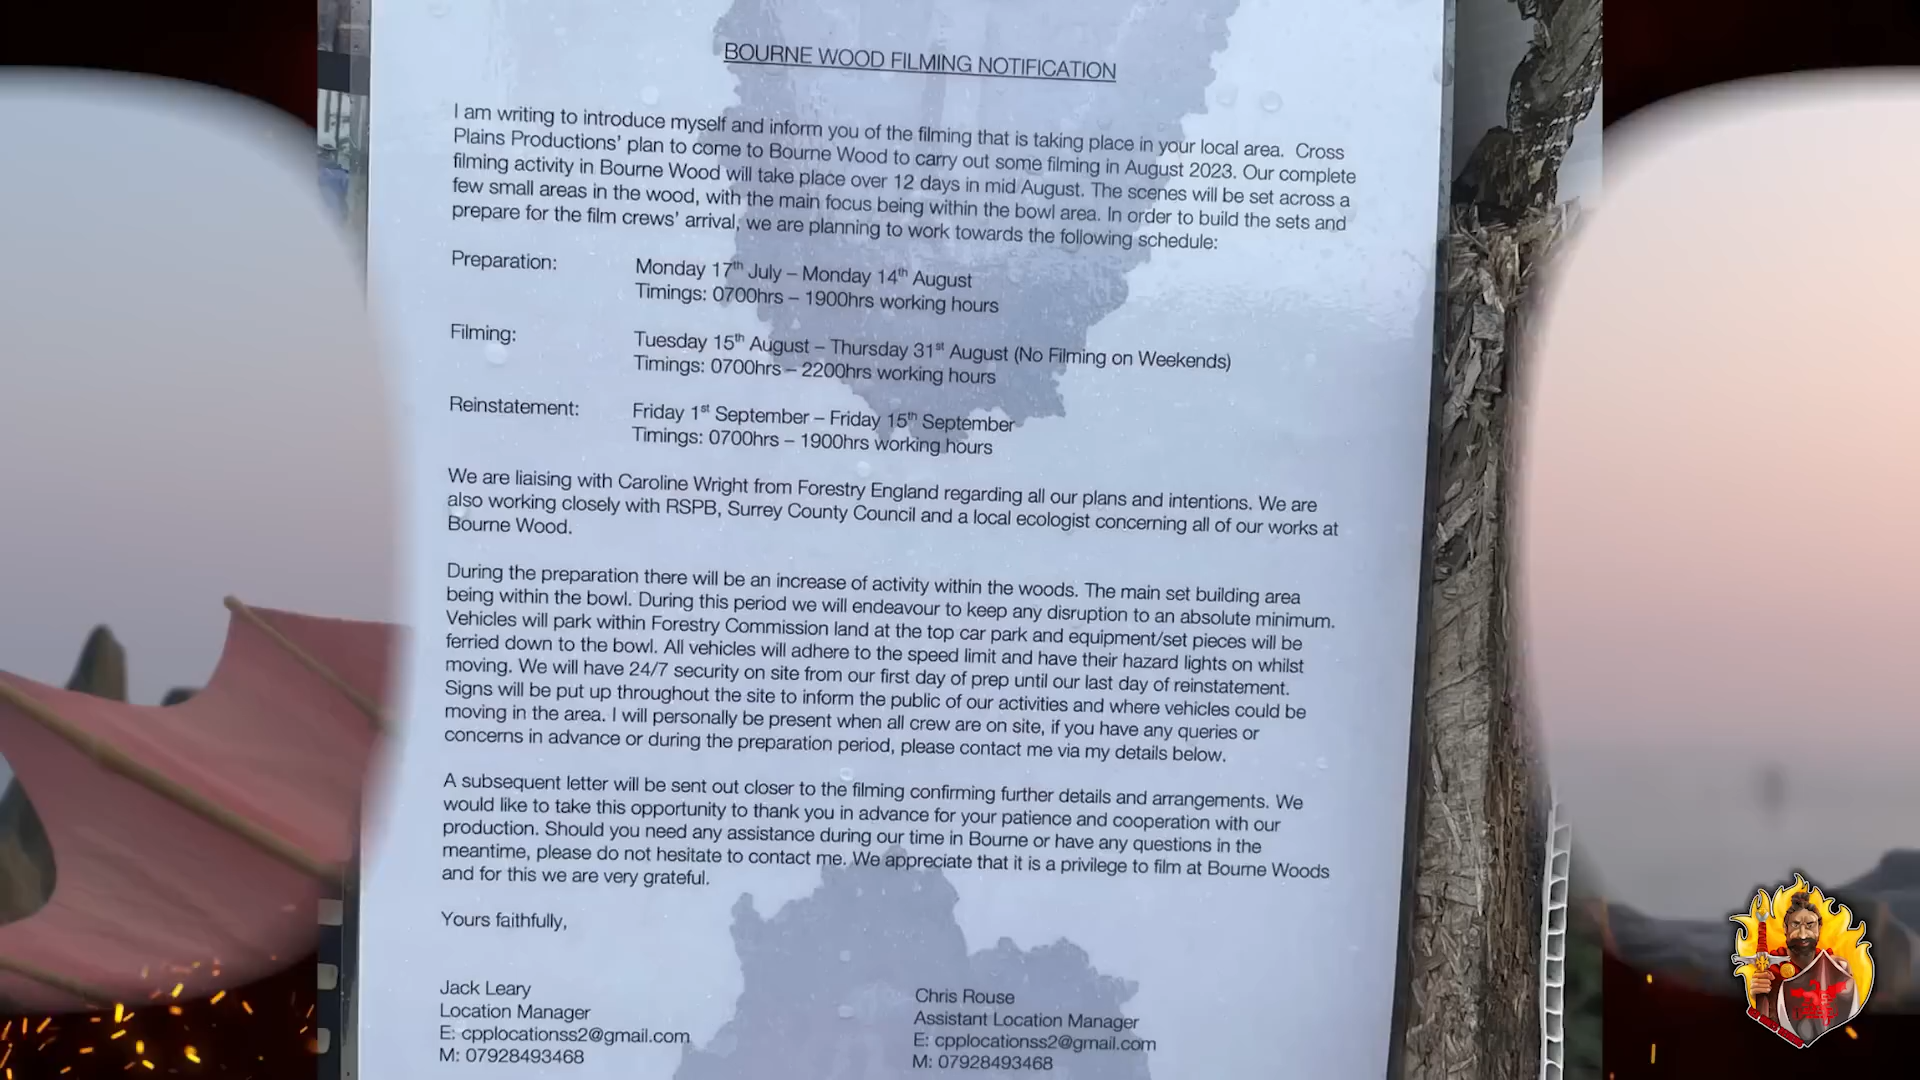 BOURNE WOOD FILMING NOTIFICATION
I am writing to introduce myself and inform you of the filming that is taking place in your local area. Cross
Plains Productions' plan to come to Bourne Wood to carry out some filming in August 2023. Our complete
filming activity in Bourne Wood will take place over 12 days in mid August. The scenes will be set across a
few small areas in the wood, with the main focus being within the bowl area. In order to build the sets and
prepare for the film crews' arrival, we are planning to work towards the following schedule:
Preparation: Monday 17th July – Monday 14th August
Timings: 0700hrs – 1900hrs working hours
Filming: Tuesday 15th August – Thursday 31st August (No Filming on Weekends)
Timings: 0700hrs – 2200hrs working hours
Reinstatement: Friday 1st September – Friday 15th September
Timings: 0700hrs – 1900hrs working hours
We are liaising with Caroline Wright from Forestry England regarding all our plans and intentions. We are
also working closely with RSPB, Surrey County Council and a local ecologist concerning all of our works at
Bourne Wood.
During the preparation there will be an increase of activity within the woods. The main set building area
being within the bowl. During this period we will endeavour to keep any disruption to an absolute minimum.
Vehicles will park within Forestry Commission land at the top car park and equipment/set pieces will be
ferried down to the bowl. All vehicles will adhere to the speed limit and have their hazard lights on whilst
moving. We will have 24/7 security on site from our first day of prep until our last day of reinstatement.
Signs will be put up throughout the site to inform the public of our activities and where vehicles could be
moving in the area. I will personally be present when all crew are on site, if you have any queries or
concerns in advance or during the preparation period, please contact me via my details below.
A subsequent letter will be sent out closer to the filming confirming further details and arrangements. We
would like to take this opportunity to thank you in advance for your patience and cooperation with our
production. Should you need any assistance during our time in Bourne or have any questions in the
meantime, please do not hesitate to contact me. We appreciate that it is a privilege to film at Bourne Woods
and for this we are very grateful.
Yours faithfully,
Jack Leary
Location Manager
E: cpplocationss2@gmail.com
M: 07928493468
Chris Rouse
Assistant Location Manager
E: cpplocationss2@gmail.com
M: 07928493468